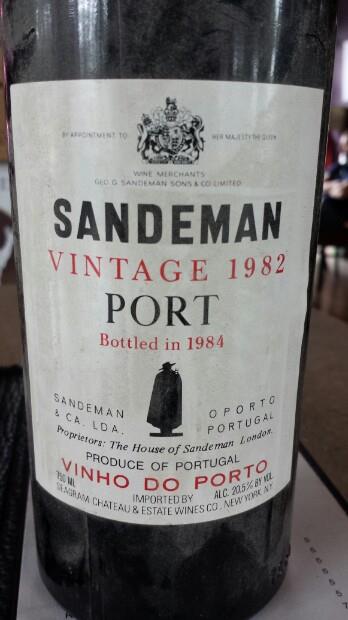 BY APPOINTMENT TO HER MAJESTY THE QUEEN
WINE MERCHANTS
GEO G. SANDEMAN SONS & CO LIMITED
SANDEMAN
VINTAGE 1982
PORT
Bottled in 1984
SANDEMAN OPORTO
& CA. LDA. PORTUGAL
Proprietors: The House of Sandeman London.
PRODUCE OF PORTUGAL
VINHO DO PORTO
750 ML IMPORTED BY ALC. 20.5% BY VOL.
SEAGRAM CHATEAU & ESTATE WINES CO., NEW YORK, NY